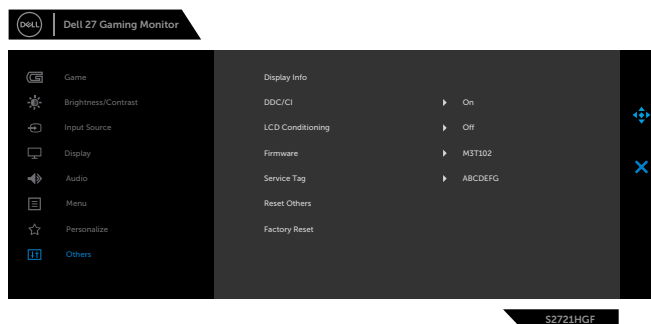 DELL Dell 27 Gaming Monitor
Game Display Info
Brightness/Contrast DDC/CI On
Input Source LCD Conditioning Off
Display Firmware M3T102
Audio Service Tag ABCDEFG
Menu Reset Others
Personalize Factory Reset
Others
S2721HGF